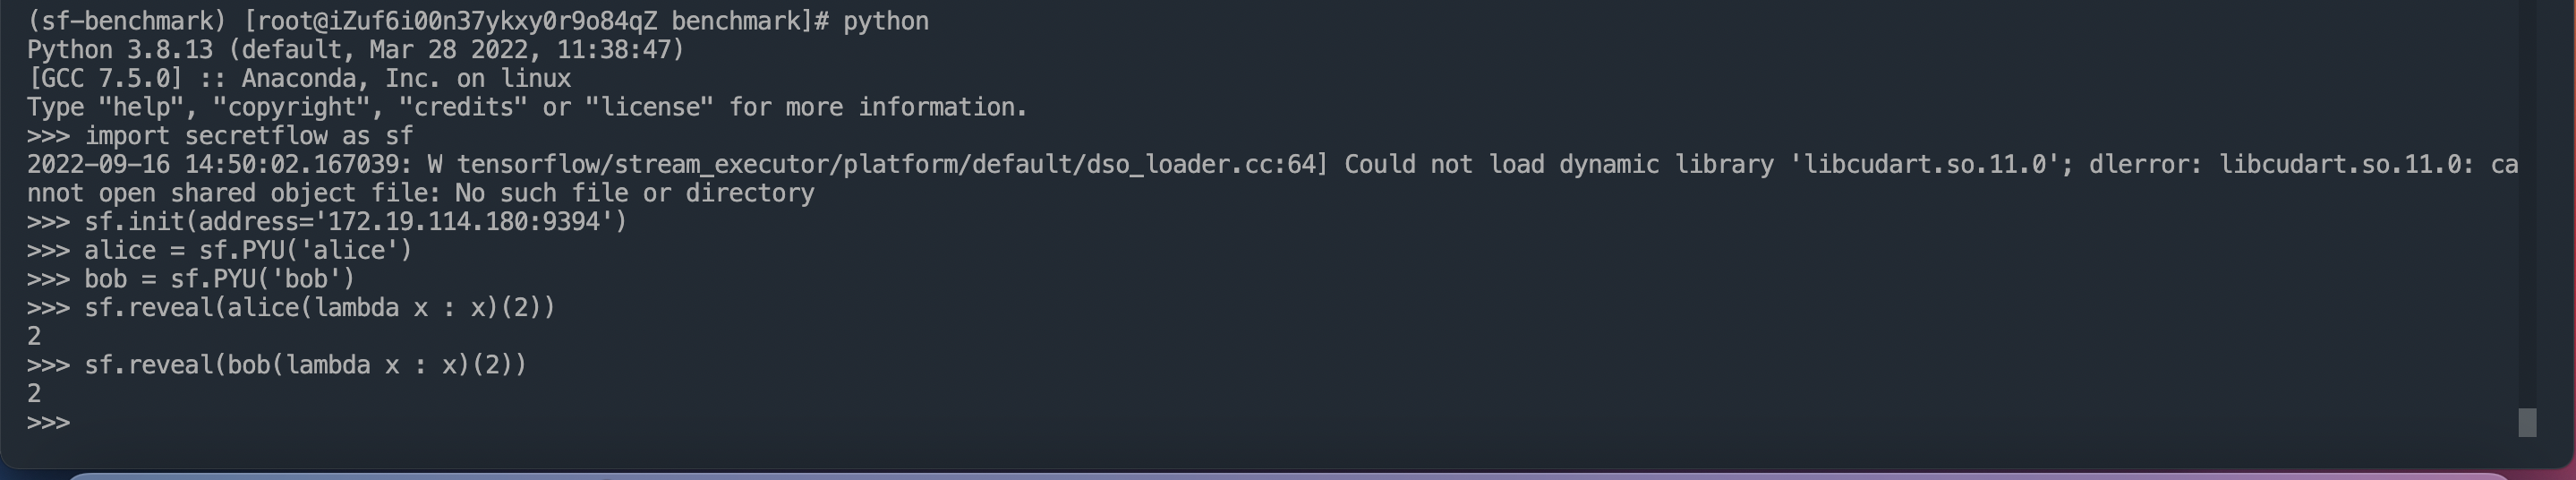 (sf-benchmark) [root@iZuf6i00n37ykxy0r9o84qZ benchmark]# python
Python 3.8.13 (default, Mar 28 2022, 11:38:47)
[GCC 7.5.0] :: Anaconda, Inc. on linux
Type "help", "copyright", "credits" or "license" for more information.
>>> import secretflow as sf
2022-09-16 14:50:02.167039: W tensorflow/stream_executor/platform/default/dso_loader.cc:64] Could not load dynamic library 'libcudart.so.11.0'; dlerror: libcudart.so.11.0: ca
nnot open shared object file: No such file or directory
>>> sf.init(address='172.19.114.180:9394')
>>> alice = sf.PYU('alice')
>>> bob = sf.PYU('bob')
>>> sf.reveal(alice(lambda x : x)(2))
2
>>> sf.reveal(bob(lambda x : x)(2))
2
>>>